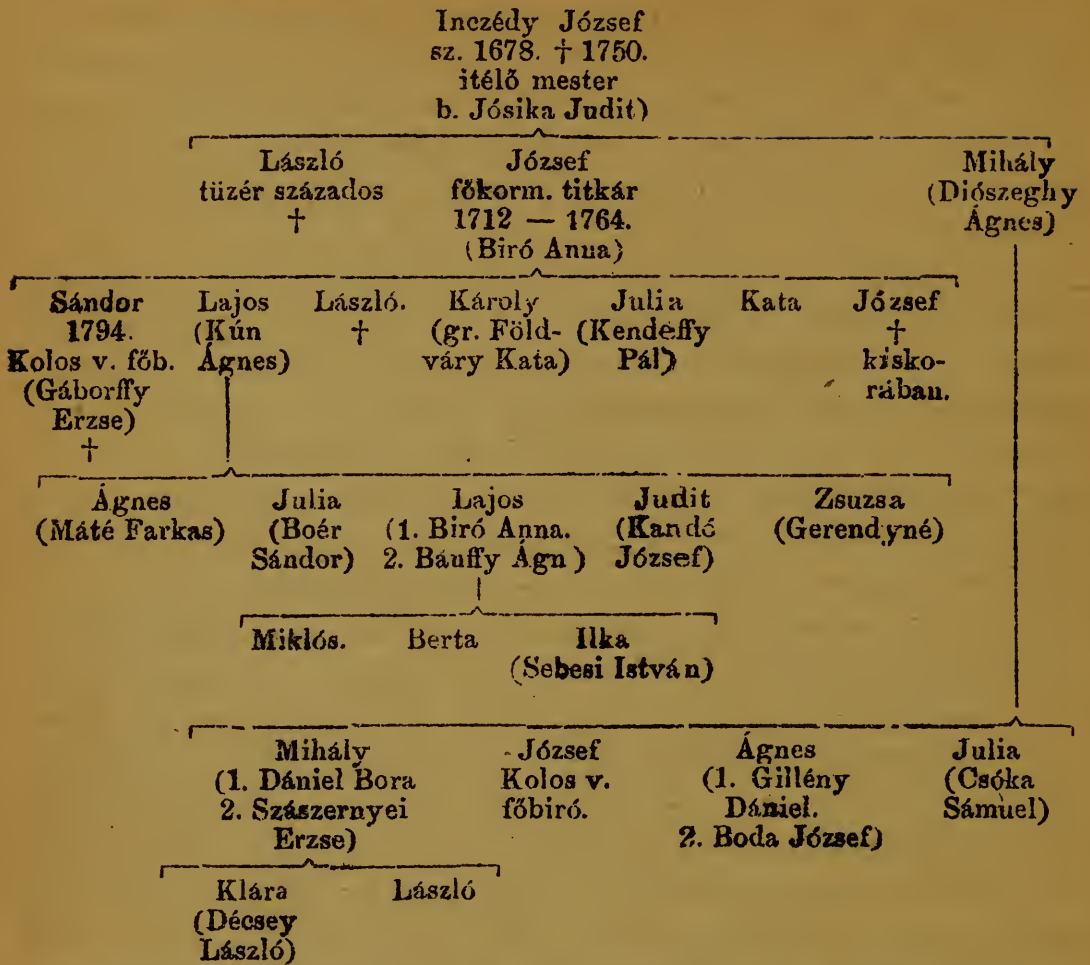 Inczédy József
sz. 1678. † 1750.
itélő mester
b. Jósika Judit)
László
tüzér százados
†
József
főkorm. titkár
1712 — 1764.
(Biró Anna)
Mihály
(Diószeghy
Ágnes)
Sándor
1794.
Kolos v. főb.
(Gáborffy
Erzse)
†
Lajos
(Kún
Ágnes)
László.
†
Károly
(gr. Föld-
váry Kata)
Julia
(Kendéffy
Pál)
Kata
József
†
kisko-
rában.
Ágnes
(Máté Farkas)
Julia
(Boér
Sándor)
Lajos
(1. Biró Anna.
2. Bánffy Ágn)
Judit
(Kandó
József)
Zsuzsa
(Gerendyné)
Miklós.
Berta
Ilka
(Sebesi István)
Mihály
(1. Dániel Bora
2. Szászernyei
Erzse)
József
Kolos v.
főbiró.
Ágnes
(1. Gillény
Dániel.
2. Boda József)
Julia
(Csóka
Sámuel)
Klára
(Décsey
László)
László